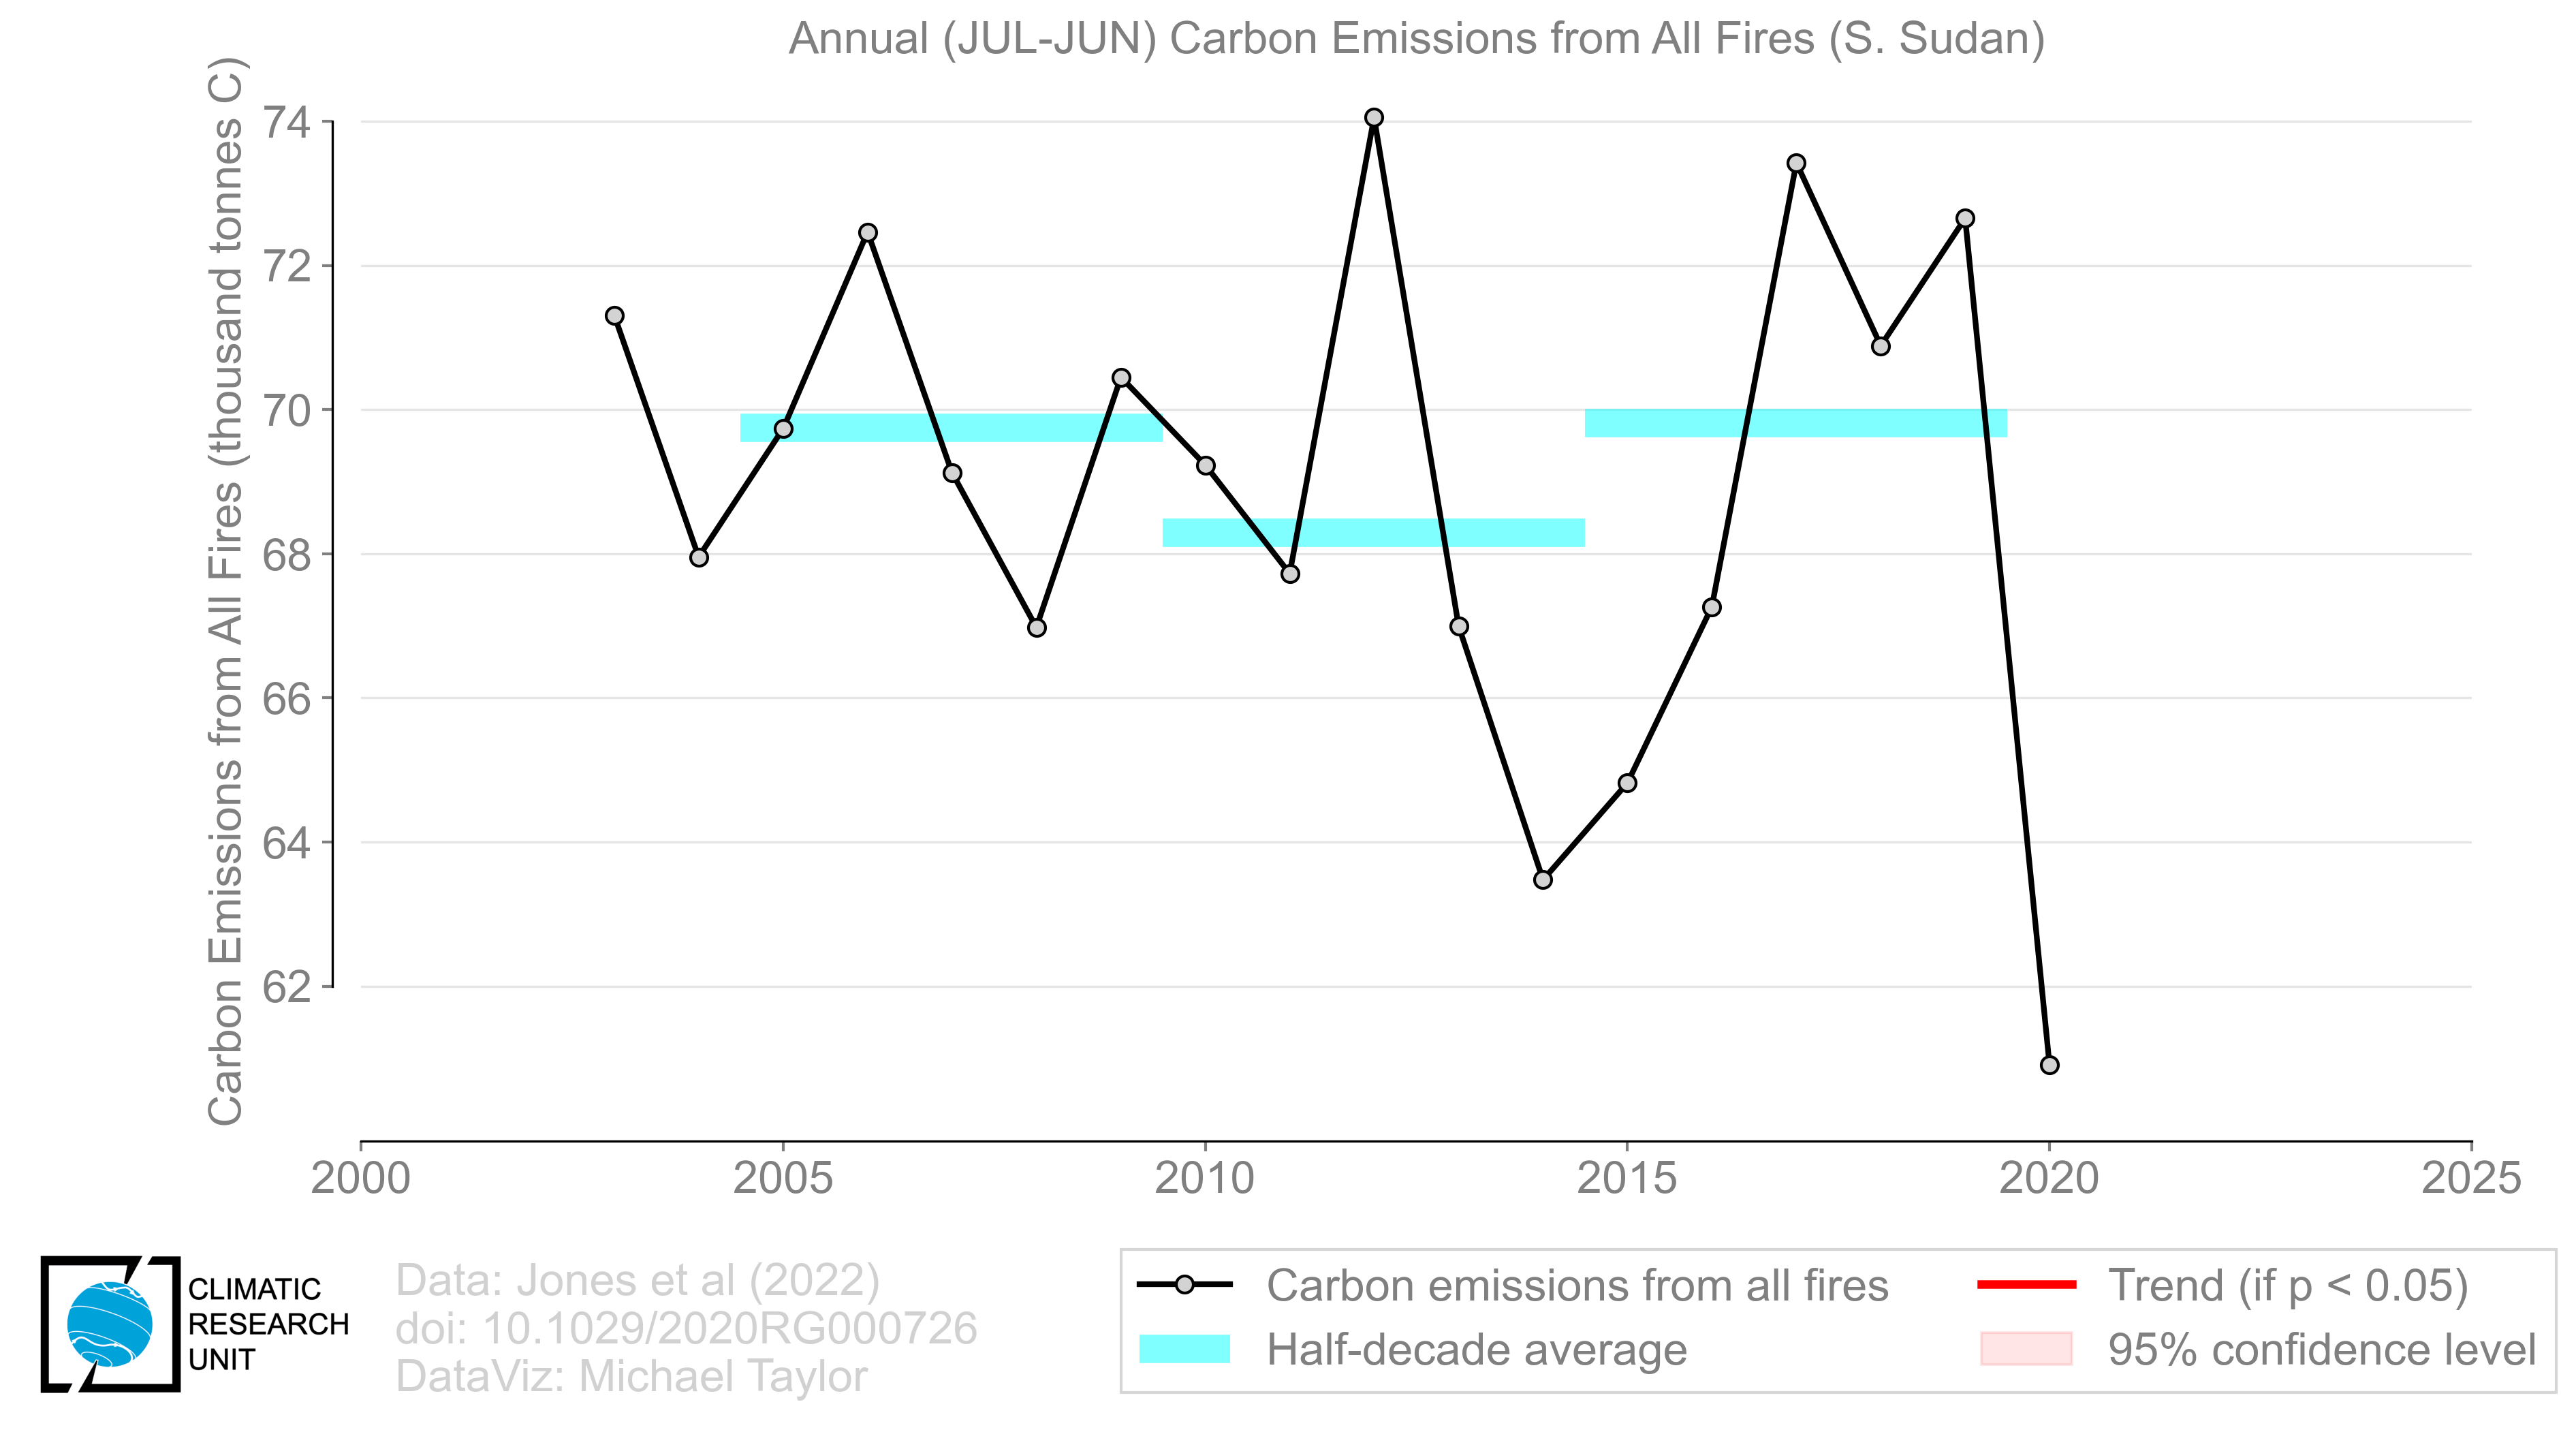 Annual (JUL-JUN) Carbon Emissions from All Fires (S. Sudan)
Carbon Emissions from All Fires (thousand tonnes C)
74
72
70
68
66
64
62
2000
2005
2010
2015
2020
2025
CLIMATIC
RESEARCH
UNIT
Data: Jones et al (2022)
doi: 10.1029/2020RG000726
DataViz: Michael Taylor
Carbon emissions from all fires
Half-decade average
Trend (if p < 0.05)
95% confidence level